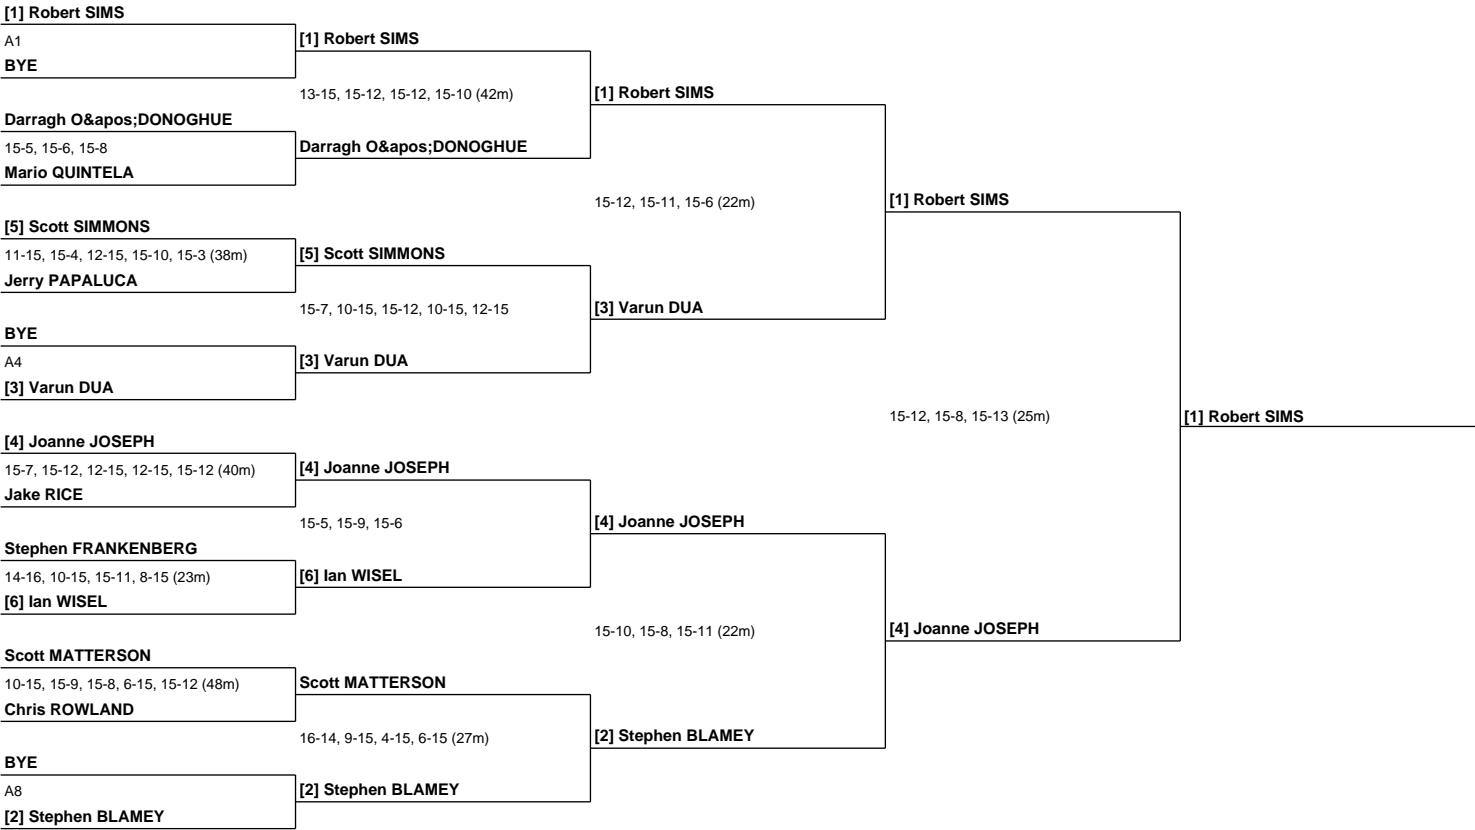 [1] Robert SIMS
A1
BYE
Darragh O&apos;DONOGHUE
15-5, 15-6, 15-8
Mario QUINTELA
[5] Scott SIMMONS
11-15, 15-4, 12-15, 15-10, 15-3 (38m)
Jerry PAPALUCA
BYE
A4
[3] Varun DUA
[4] Joanne JOSEPH
15-7, 15-12, 12-15, 12-15, 15-12 (40m)
Jake RICE
Stephen FRANKENBERG
14-16, 10-15, 15-11, 8-15 (23m)
[6] Ian WISEL
Scott MATTERSON
10-15, 15-9, 15-8, 6-15, 15-12 (48m)
Chris ROWLAND
BYE
A8
[2] Stephen BLAMEY
[1] Robert SIMS
13-15, 15-12, 15-12, 15-10 (42m)
Darragh O&apos;DONOGHUE
[5] Scott SIMMONS
15-7, 10-15, 15-12, 10-15, 12-15
[3] Varun DUA
[4] Joanne JOSEPH
15-5, 15-9, 15-6
[6] Ian WISEL
Scott MATTERSON
16-14, 9-15, 4-15, 6-15 (27m)
[2] Stephen BLAMEY
[1] Robert SIMS
15-12, 15-11, 15-6 (22m)
[3] Varun DUA
[4] Joanne JOSEPH
15-10, 15-8, 15-11 (22m)
[2] Stephen BLAMEY
[1] Robert SIMS
15-12, 15-8, 15-13 (25m)
[4] Joanne JOSEPH
[1] Robert SIMS